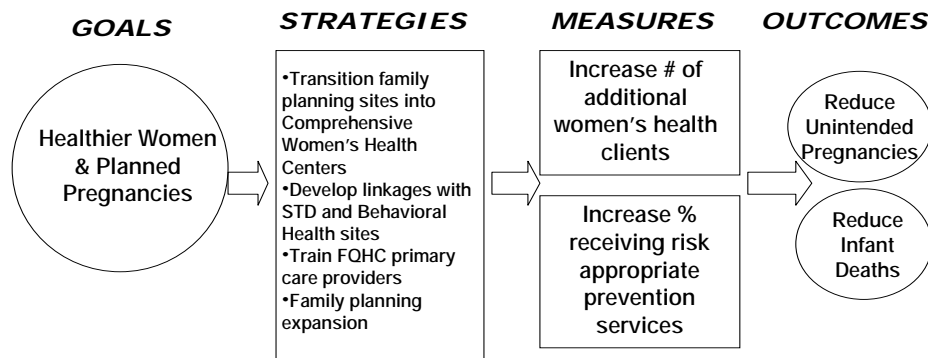 GOALS
STRATEGIES
MEASURES
OUTCOMES
Healthier Women
& Planned
Pregnancies
•Transition family
planning sites into
Comprehensive
Women's Health
Centers
•Develop linkages with
STD and Behavioral
Health sites
•Train FQHC primary
care providers
•Family planning
expansion
Increase # of
additional
women's health
clients
Increase %
receiving risk
appropriate
prevention
services
Reduce
Unintended
Pregnancies
Reduce
Infant
Deaths